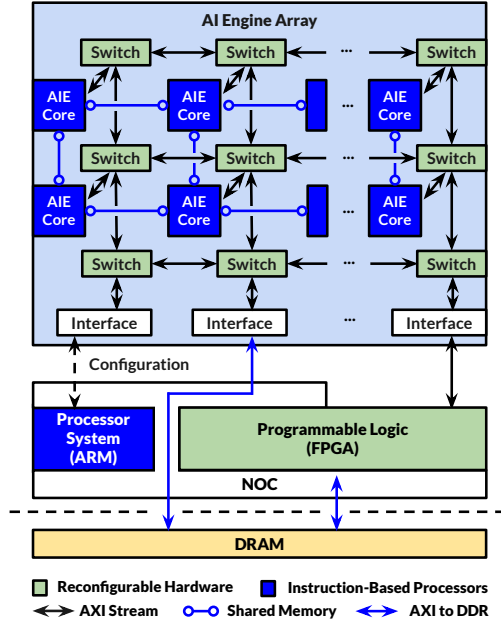 AI Engine Array
Switch Switch ... Switch
AIE Core AIE Core ... AIE Core
Switch Switch ... Switch
AIE Core AIE Core ... AIE Core
Switch Switch ... Switch
Interface Interface ... Interface
Configuration
Processor System (ARM)
Programmable Logic (FPGA)
NOC
DRAM
Reconfigurable Hardware Instruction-Based Processors
AXI Stream Shared Memory AXI to DDR